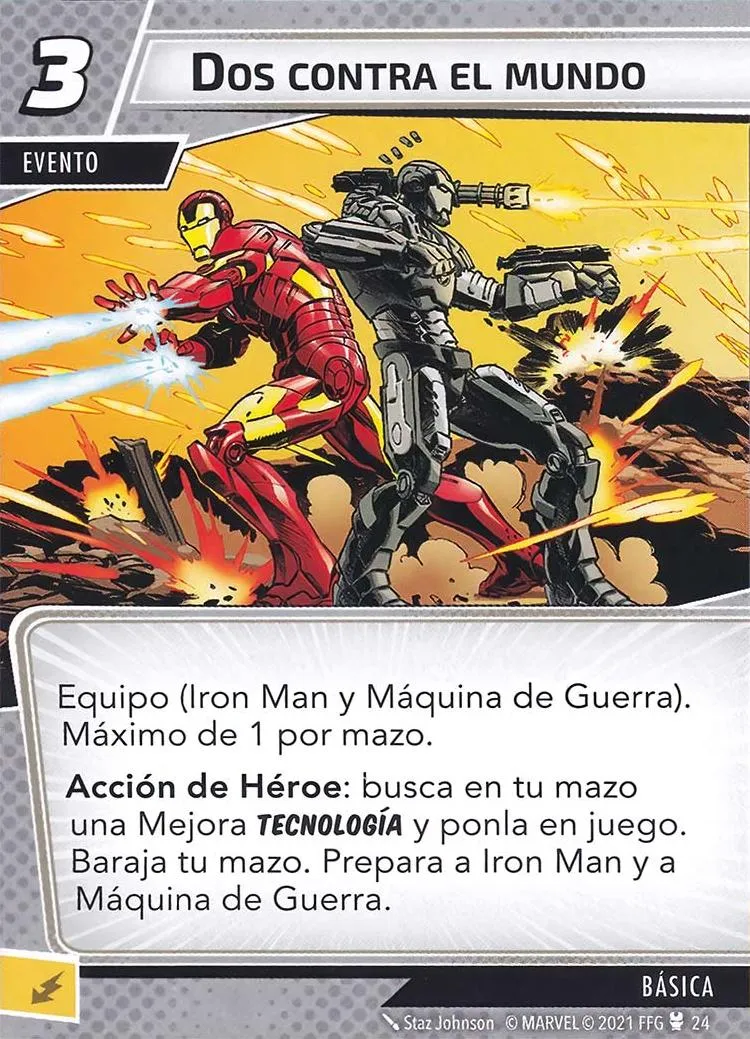 3
DOS CONTRA EL MUNDO
EVENTO
Equipo (Iron Man y Máquina de Guerra).
Máximo de 1 por mazo.
Acción de Héroe: busca en tu mazo
una Mejora TECNOLOGÍA y ponla en juego.
Baraja tu mazo. Prepara a Iron Man y a
Máquina de Guerra.
BÁSICA
Staz Johnson © MARVEL © 2021 FFG 24